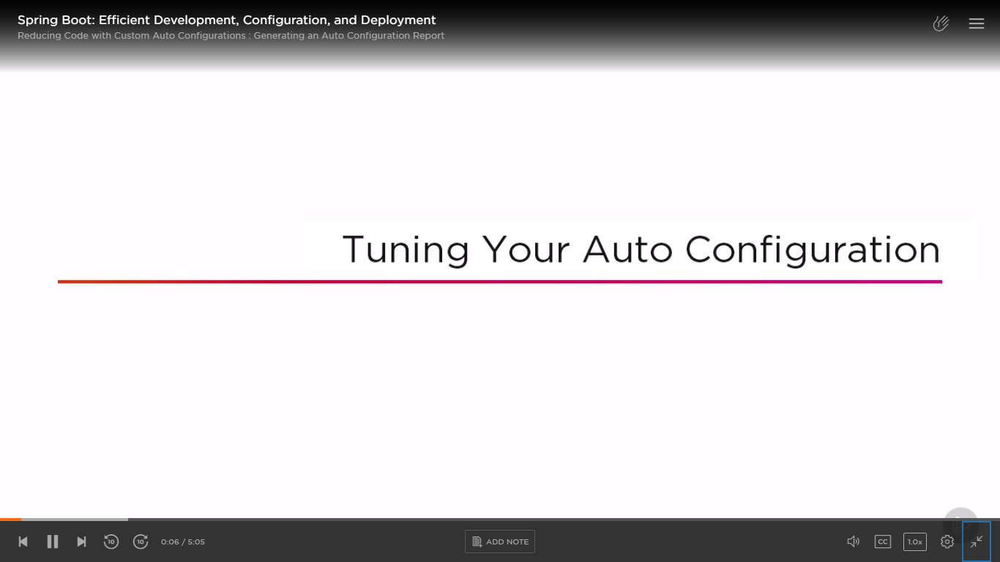 Spring Boot: Efficient Development, Configuration, and Deployment
Reducing Code with Custom Auto Configurations : Generating an Auto Configuration Report
Tuning Your Auto Configuration
10
10
0:06 / 5:05
ADD NOTE
CC
1.0x